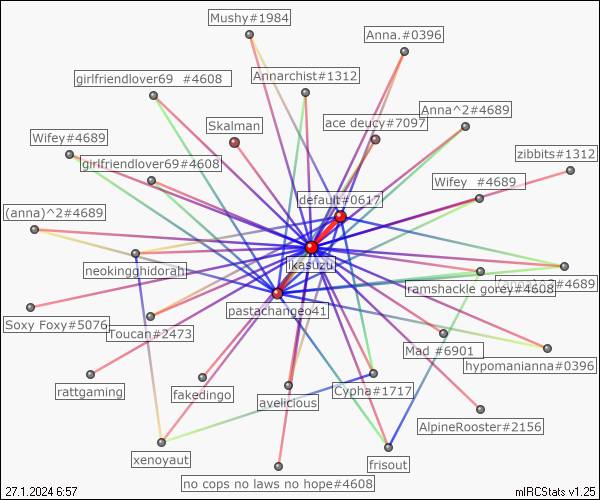 Mushy#1984
Anna.#0396
girlfriendlover69 #4608
Annarchist#1312
Anna^2#4689
Skalman
ace deucy#7097
Wifey#4689
girlfriendlover69#4608
zibbits#1312
Wifey #4689
default#0617
(anna)^2#4689
jkasuzu
neokingghidorah
#4689
ramshackle gorey#4608
pastachangeo41
Soxy Foxy#5076
Toucan#2473
Mad #6901
hypomanianna#0396
rattgaming
fakedingo
avelicious
Cypha#1717
AlpineRooster#2156
xenoyaut
frisout
no cops no laws no hope#4608
27.1.2024 6:57
mIRCStats v1.25